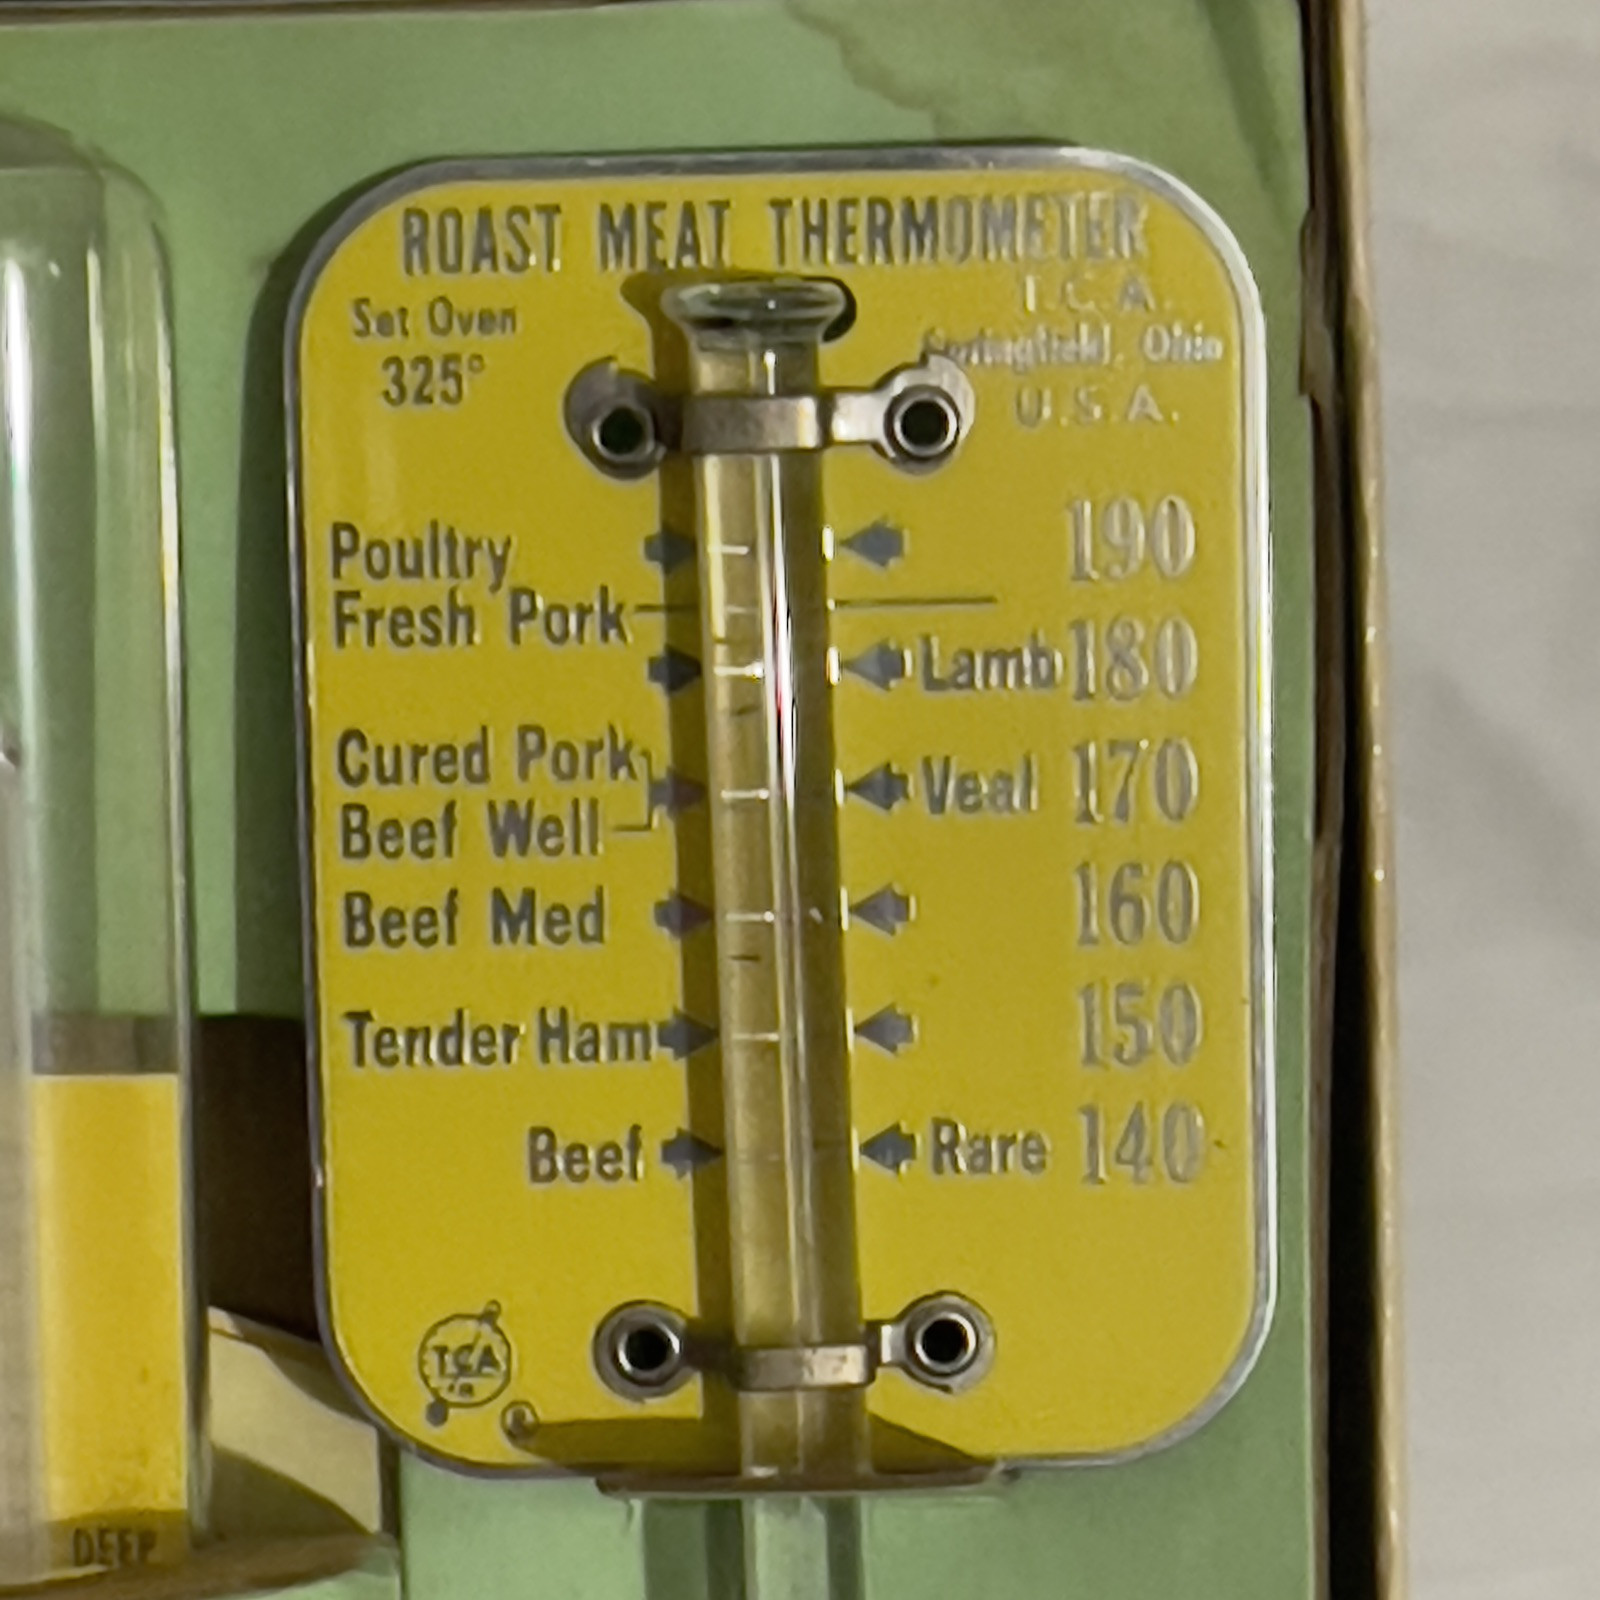 ROAST MEAT THERMOMETER
Set Oven
325°
T.C.A.
Springfield, Ohio
U.S.A.
Poultry
190
Fresh Pork
Lamb 180
Cured Pork
Veal 170
Beef Well
Beef Med
160
Tender Ham
150
Beef
Rare 140
TCA
®
DEEP